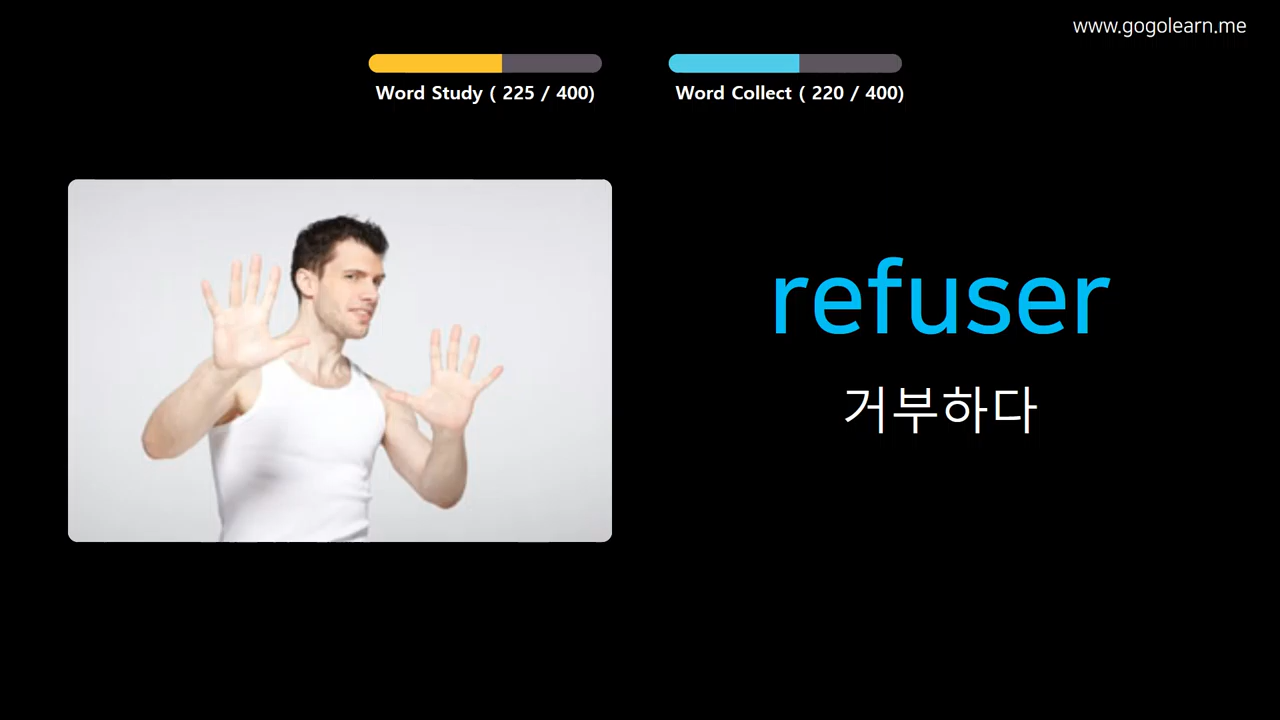 www.gogolearn.me
Word Study ( 225 / 400)
Word Collect ( 220 / 400)
refuser
거부하다